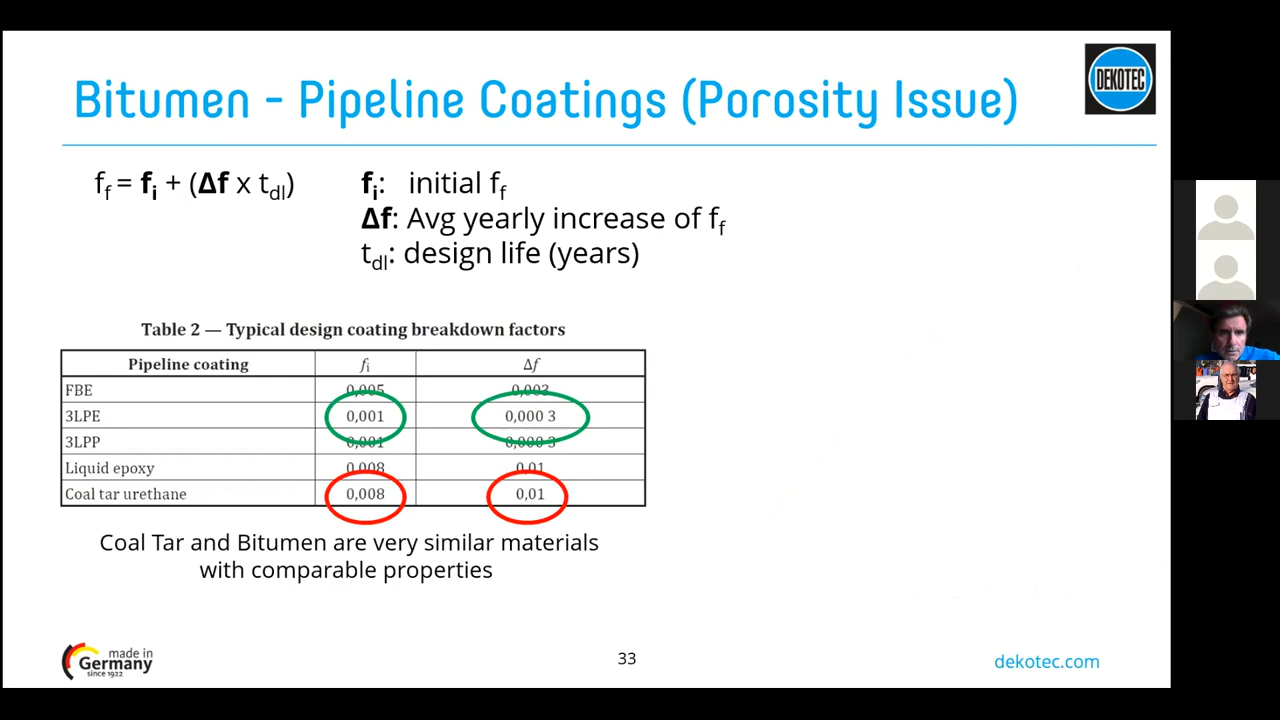 Bitumen - Pipeline Coatings (Porosity Issue)
DEKOTEC
ff = fi + (Δf x tdl)
fi: initial ff
Δf: Avg yearly increase of ff
tdl: design life (years)
Table 2 — Typical design coating breakdown factors
Pipeline coating fi Δf
FBE 0,005 0,003
3LPE 0,001 0,000 3
3LPP 0,001 0,000 3
Liquid epoxy 0,008 0,01
Coal tar urethane 0,008 0,01
Coal Tar and Bitumen are very similar materials
with comparable properties
made in
Germany
since 1922
33
dekotec.com